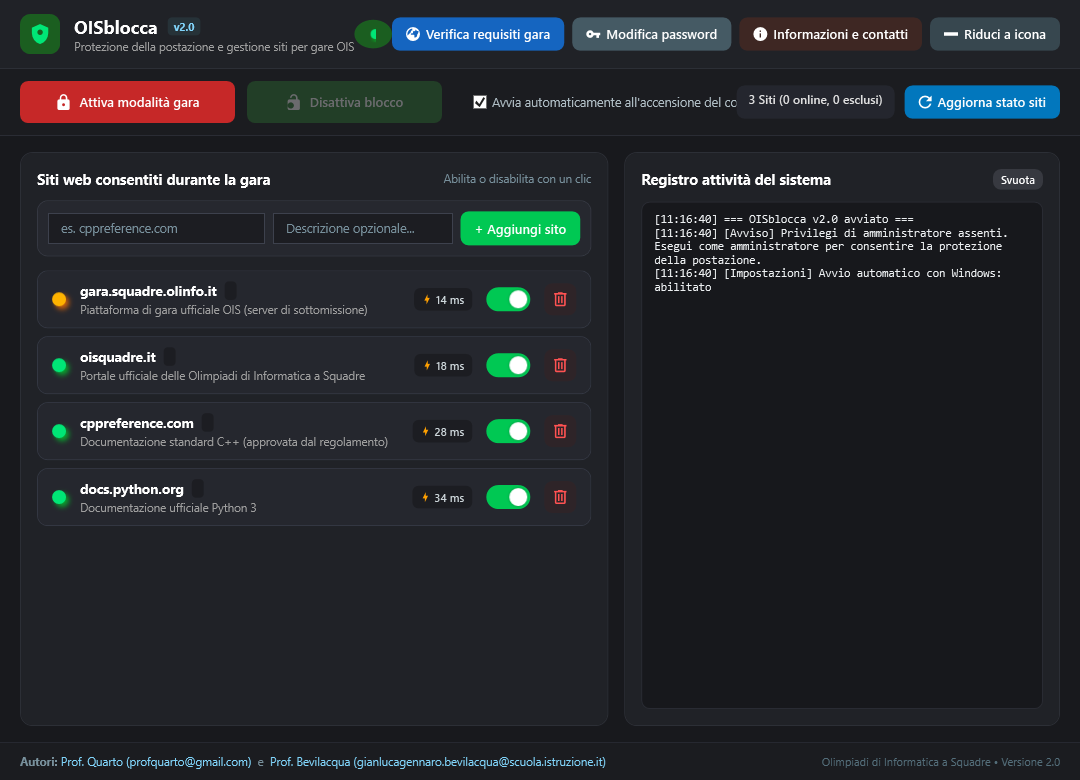 OISblocca v2.0
Protezione della postazione e gestione siti per gare OIS
Verifica requisiti gara
Modifica password
Informazioni e contatti
Riduci a icona
Attiva modalità gara
Disattiva blocco
Avvia automaticamente all'accensione del co
3 Siti (0 online, 0 esclusi)
Aggiorna stato siti
Siti web consentiti durante la gara
Abilita o disabilita con un clic
es. cppreference.com
Descrizione opzionale...
+ Aggiungi sito
gara.squadre.olinfo.it
Piattaforma di gara ufficiale OIS (server di sottomissione)
14 ms
oisquadre.it
Portale ufficiale delle Olimpiadi di Informatica a Squadre
18 ms
cppreference.com
Documentazione standard C++ (approvata dal regolamento)
28 ms
docs.python.org
Documentazione ufficiale Python 3
34 ms
Registro attività del sistema
Svuota
[11:16:40] === OISblocca v2.0 avviato ===
[11:16:40] [Avviso] Privilegi di amministratore assenti.
Esegui come amministratore per consentire la protezione
della postazione.
[11:16:40] [Impostazioni] Avvio automatico con Windows:
abilitato
Autori: Prof. Quarto (profquarto@gmail.com) e Prof. Bevilacqua (gianlucagennaro.bevilacqua@scuola.istruzione.it)
Olimpiadi di Informatica a Squadre • Versione 2.0